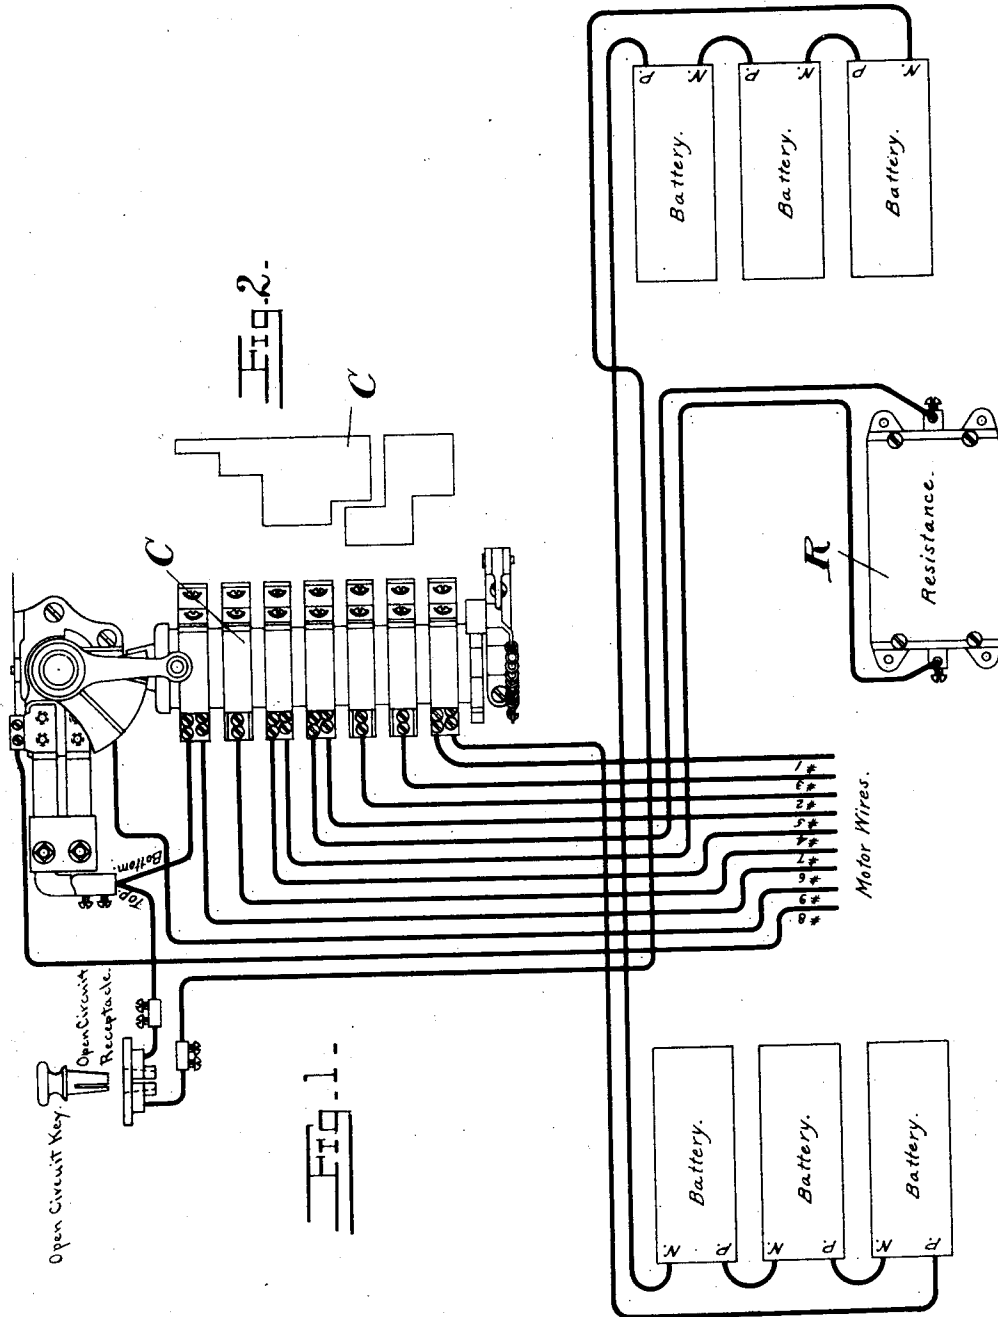 Fig. 2.
C
C
Battery.
P.
N.
Battery.
P.
N.
Battery.
P
N.
R
Resistance.
Bottom.
Top.
Open Circuit
Receptacle.
Open Circuit Key.
Fig. 1.
#1
#3
#2
#5
#4
#7
#6
#9
#8
Motor Wires.
Battery.
N.
P.
Battery.
N.
P.
Battery.
N.
P.